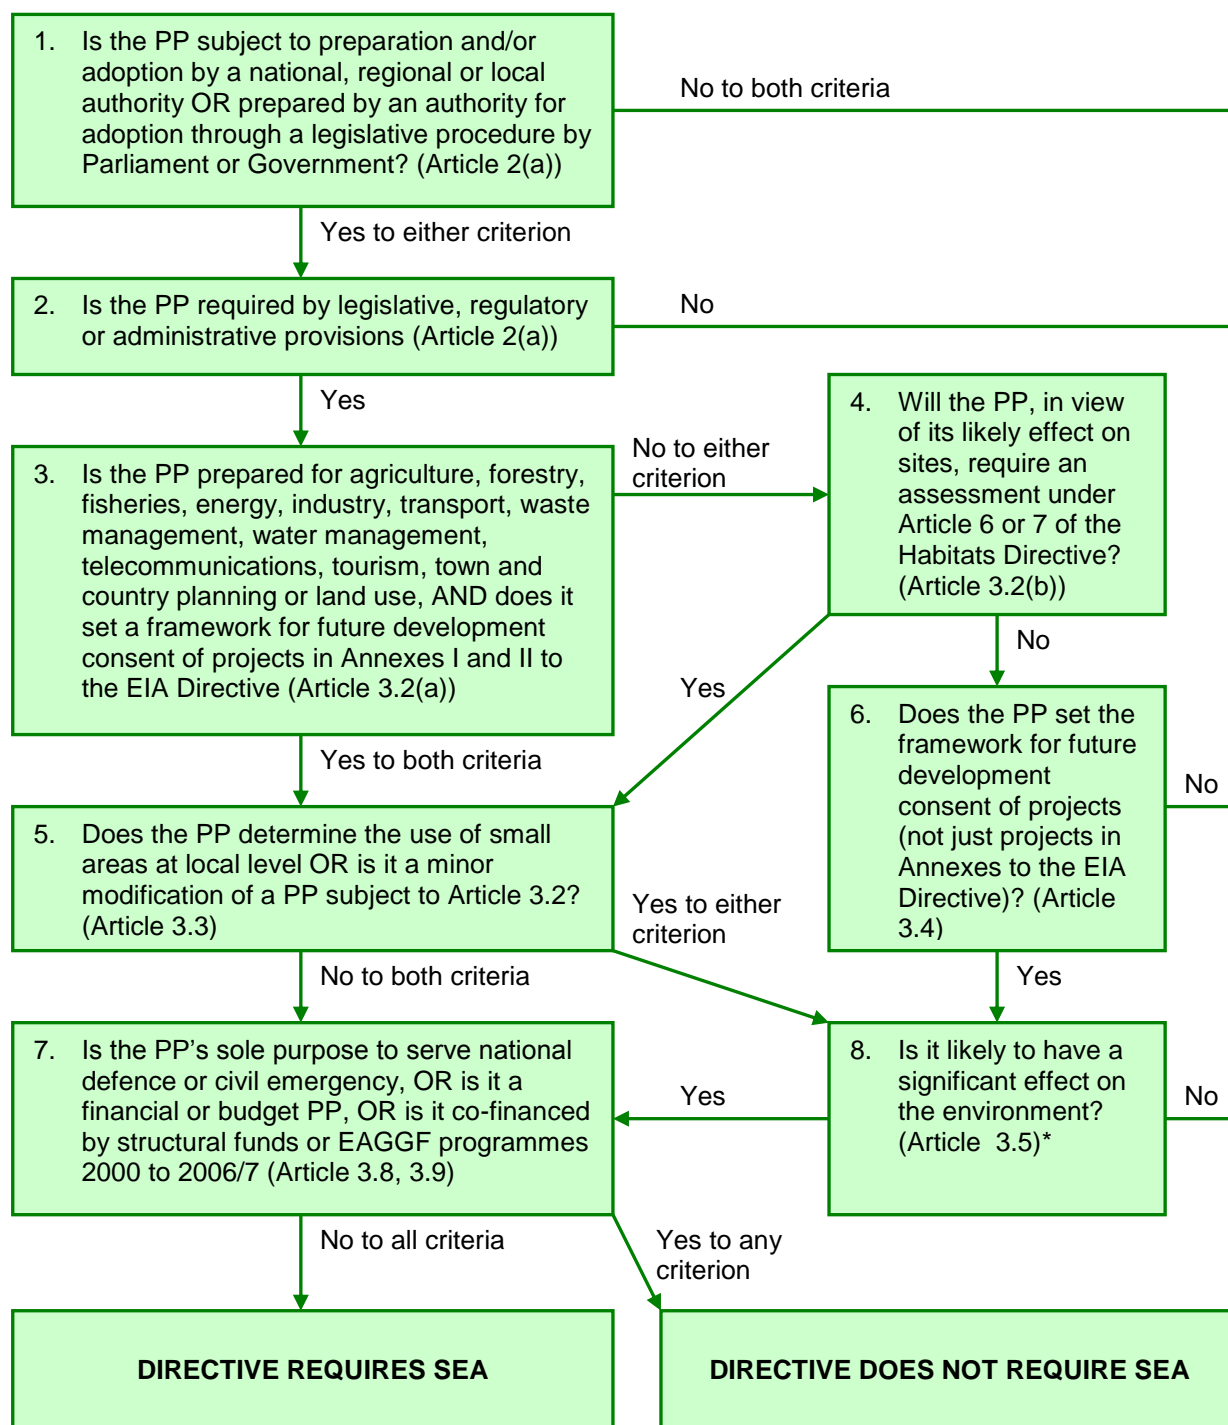 1. Is the PP subject to preparation and/or
adoption by a national, regional or local
authority OR prepared by an authority for
adoption through a legislative procedure by
Parliament or Government? (Article 2(a))
No to both criteria
Yes to either criterion
2. Is the PP required by legislative, regulatory
or administrative provisions (Article 2(a))
No
Yes
3. Is the PP prepared for agriculture, forestry,
fisheries, energy, industry, transport, waste
management, water management,
telecommunications, tourism, town and
country planning or land use, AND does it
set a framework for future development
consent of projects in Annexes I and II to
the EIA Directive (Article 3.2(a))
No to either
criterion
4. Will the PP, in view
of its likely effect on
sites, require an
assessment under
Article 6 or 7 of the
Habitats Directive?
(Article 3.2(b))
Yes
No
Yes to both criteria
6. Does the PP set the
framework for future
development
consent of projects
(not just projects in
Annexes to the EIA
Directive)? (Article
3.4)
No
5. Does the PP determine the use of small
areas at local level OR is it a minor
modification of a PP subject to Article 3.2?
(Article 3.3)
Yes to either
criterion
No to both criteria
Yes
7. Is the PP’s sole purpose to serve national
defence or civil emergency, OR is it a
financial or budget PP, OR is it co-financed
by structural funds or EAGGF programmes
2000 to 2006/7 (Article 3.8, 3.9)
Yes
8. Is it likely to have a
significant effect on
the environment?
(Article 3.5)*
No
No to all criteria
Yes to any
criterion
DIRECTIVE REQUIRES SEA
DIRECTIVE DOES NOT REQUIRE SEA